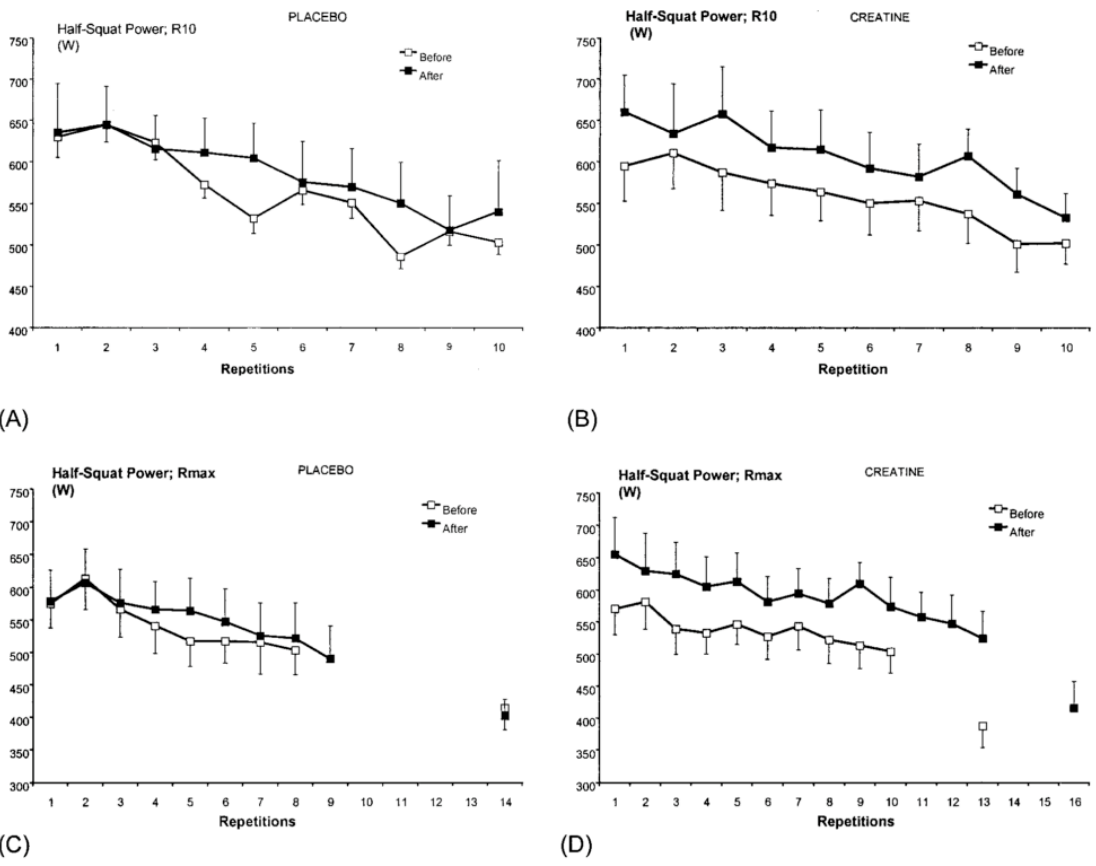 PLACEBO
Half-Squat Power; R10
(W)
Before
After
750
700
650
600
550
500
450
400
1 2 3 4 5 6 7 8 9 10
Repetitions
(A)
Half-Squat Power; R10
(W)
CREATINE
Before
After
750
700
650
600
550
500
450
400
1 2 3 4 5 6 7 8 9 10
Repetition
(B)
Half-Squat Power; Rmax
(W)
PLACEBO
Before
After
750
700
650
600
550
500
450
400
350
300
1 2 3 4 5 6 7 8 9 10 11 12 13 14
Repetitions
(C)
Half-Squat Power; Rmax
(W)
CREATINE
Before
After
750
700
650
600
550
500
450
400
350
300
1 2 3 4 5 6 7 8 9 10 11 12 13 14 15 16
Repetitions
(D)